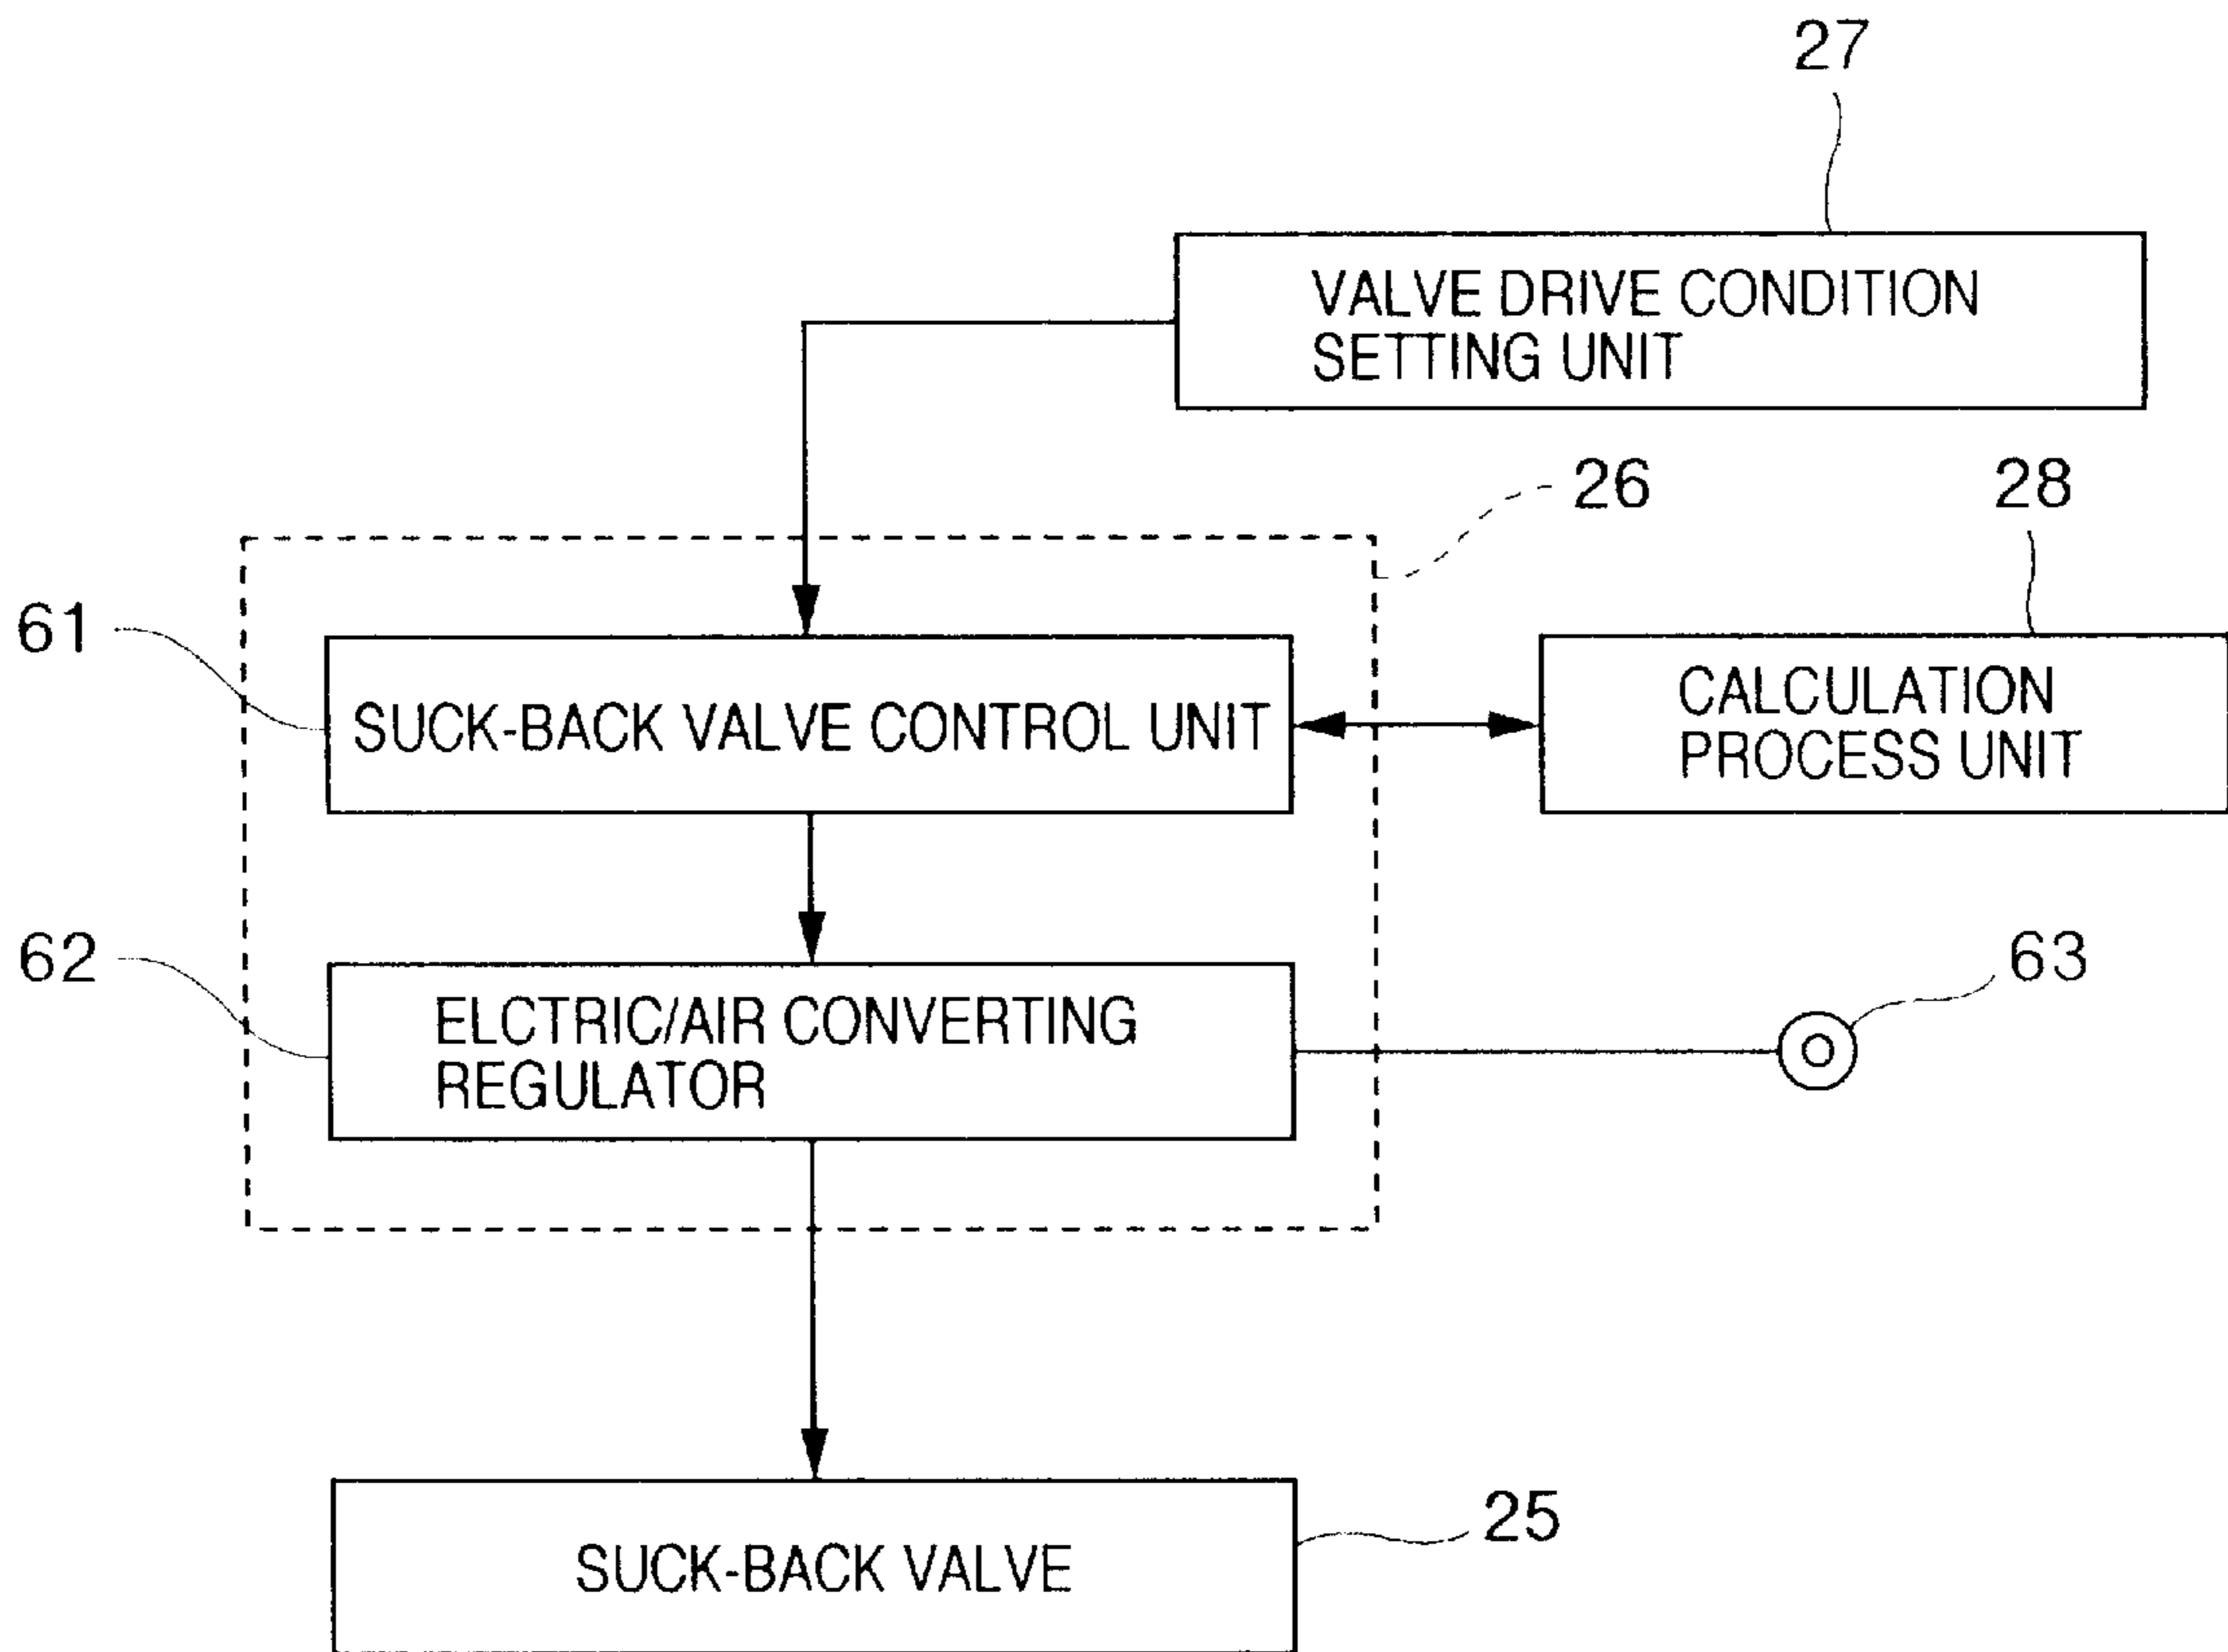 27
VALVE DRIVE CONDITION
SETTING UNIT
26
28
61
SUCK-BACK VALVE CONTROL UNIT
CALCULATION
PROCESS UNIT
62
ELCTRIC/AIR CONVERTING
REGULATOR
63
25
SUCK-BACK VALVE